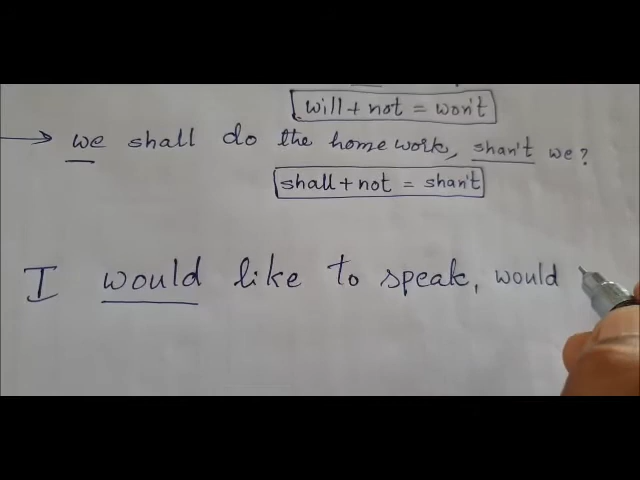 will + not = won't
→ we shall do the home work, shan't we?
shall + not = shan't
I would like to speak, would